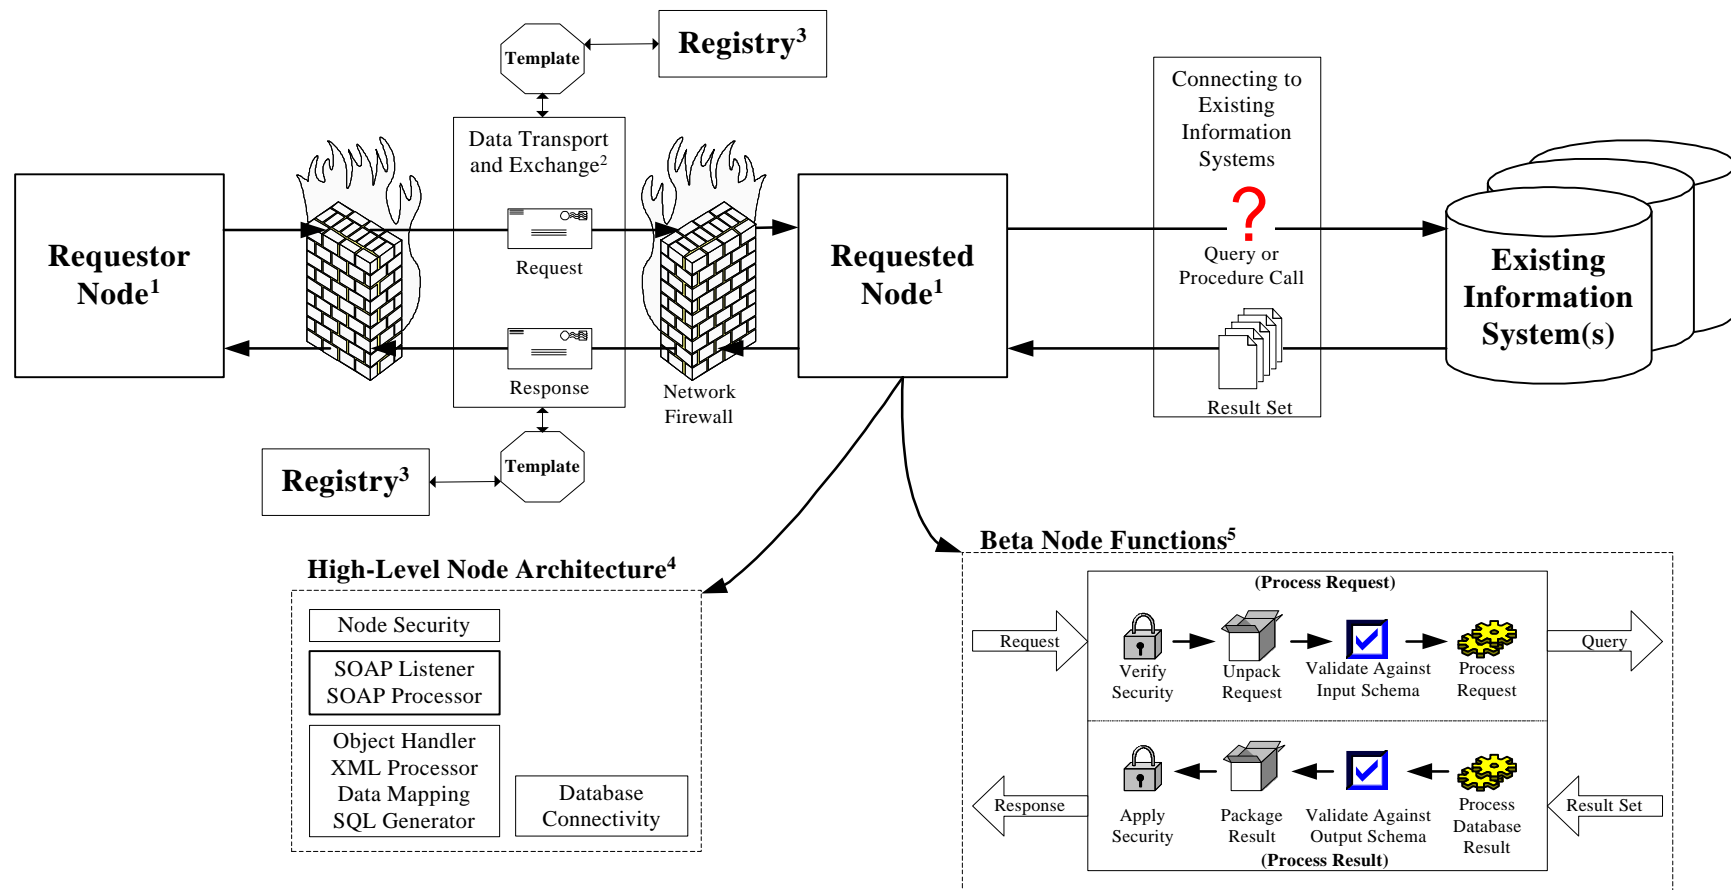 Template
Registry³
Connecting to
Existing
Information
Systems
Data Transport
and Exchange²
Requestor
Node¹
Request
Requested
Node¹
?
Query or
Procedure Call
Existing
Information
System(s)
Response
Network
Firewall
Result Set
Registry³
Template
High-Level Node Architecture⁴
Node Security
SOAP Listener
SOAP Processor
Object Handler
XML Processor
Data Mapping
SQL Generator
Database
Connectivity
Beta Node Functions⁵
(Process Request)
Request
Verify
Security
Unpack
Request
Validate Against
Input Schema
Process
Request
Query
Response
Apply
Security
Package
Result
Validate Against
Output Schema
Process
Database
Result
Result Set
(Process Result)